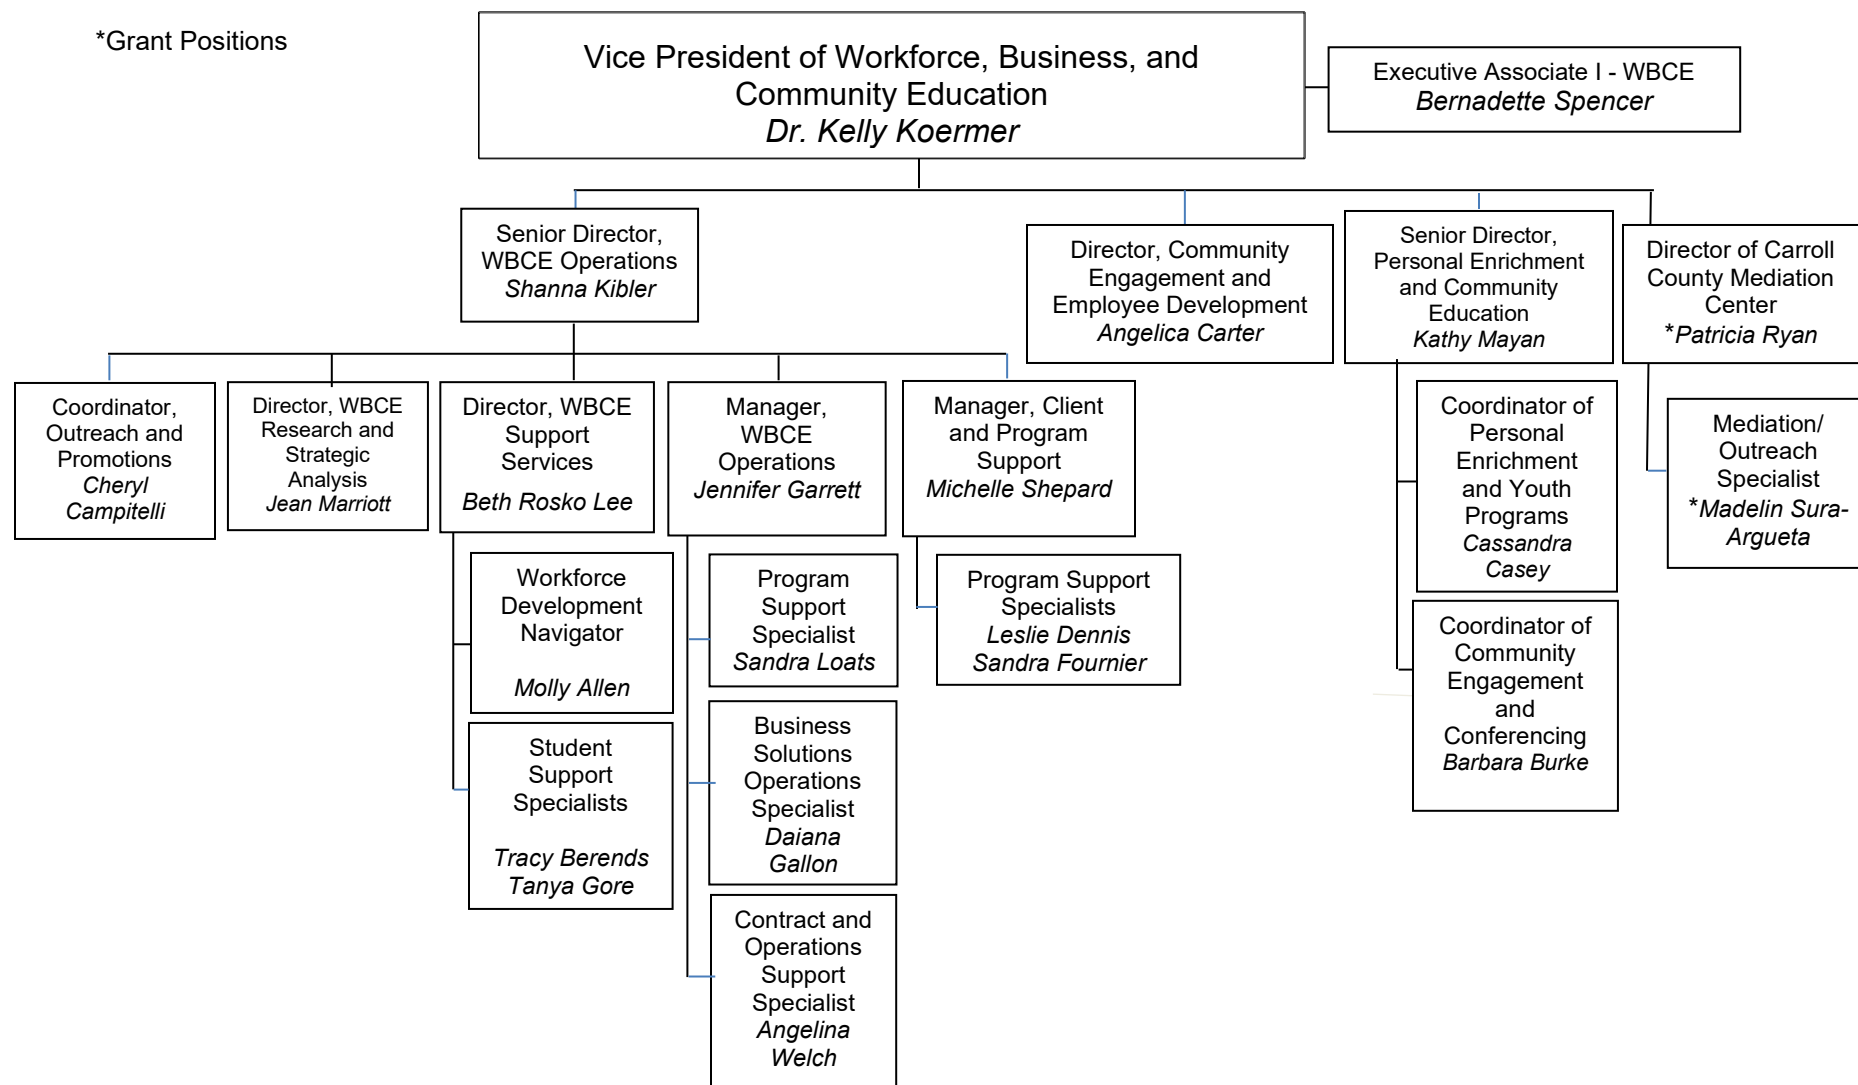 *Grant Positions
Vice President of Workforce, Business, and
Community Education
Dr. Kelly Koermer
Executive Associate I - WBCE
Bernadette Spencer
Senior Director,
WBCE Operations
Shanna Kibler
Director, Community
Engagement and
Employee Development
Angelica Carter
Senior Director,
Personal Enrichment
and Community
Education
Kathy Mayan
Director of Carroll
County Mediation
Center
*Patricia Ryan
Coordinator,
Outreach and
Promotions
Cheryl
Campitelli
Director, WBCE
Research and
Strategic
Analysis
Jean Marriott
Director, WBCE
Support
Services
Beth Rosko Lee
Manager,
WBCE
Operations
Jennifer Garrett
Manager, Client
and Program
Support
Michelle Shepard
Coordinator of
Personal
Enrichment
and Youth
Programs
Cassandra
Casey
Mediation/
Outreach
Specialist
*Madelin Sura-
Argueta
Workforce
Development
Navigator
Molly Allen
Program
Support
Specialist
Sandra Loats
Program Support
Specialists
Leslie Dennis
Sandra Fournier
Coordinator of
Community
Engagement
and
Conferencing
Barbara Burke
Student
Support
Specialists
Tracy Berends
Tanya Gore
Business
Solutions
Operations
Specialist
Daiana
Gallon
Contract and
Operations
Support
Specialist
Angelina
Welch